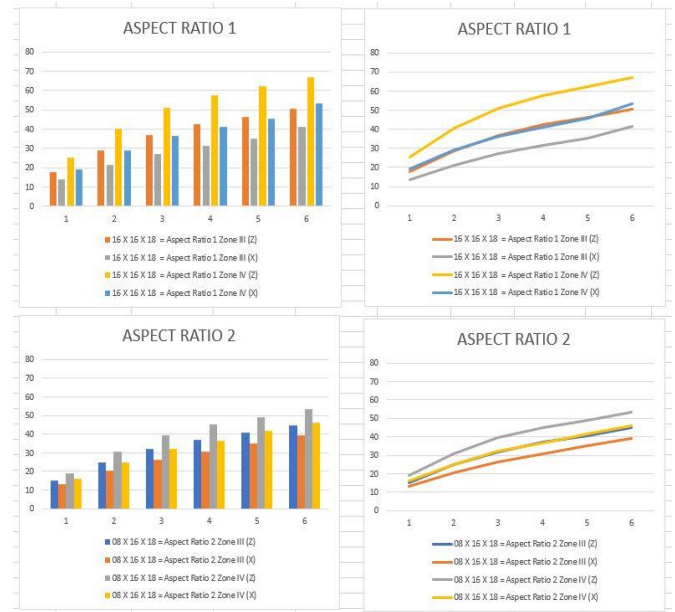 ASPECT RATIO 1
80
70
60
50
40
30
20
10
0
1 2 3 4 5 6
16 X 16 X 18 = Aspect Ratio 1 Zone III (Z)
16 X 16 X 18 = Aspect Ratio 1 Zone III (X)
16 X 16 X 18 = Aspect Ratio 1 Zone IV (Z)
16 X 16 X 18 = Aspect Ratio 1 Zone IV (X)
ASPECT RATIO 1
80
70
60
50
40
30
20
10
0
1 2 3 4 5 6
16 X 16 X 18 = Aspect Ratio 1 Zone III (Z)
16 X 16 X 18 = Aspect Ratio 1 Zone III (X)
16 X 16 X 18 = Aspect Ratio 1 Zone IV (Z)
16 X 16 X 18 = Aspect Ratio 1 Zone IV (X)
ASPECT RATIO 2
80
70
60
50
40
30
20
10
0
1 2 3 4 5 6
08 X 16 X 18 = Aspect Ratio 2 Zone III (Z)
08 X 16 X 18 = Aspect Ratio 2 Zone III (X)
08 X 16 X 18 = Aspect Ratio 2 Zone IV (Z)
08 X 16 X 18 = Aspect Ratio 2 Zone IV (X)
ASPECT RATIO 2
80
70
60
50
40
30
20
10
0
1 2 3 4 5 6
08 X 16 X 18 = Aspect Ratio 2 Zone III (Z)
08 X 16 X 18 = Aspect Ratio 2 Zone III (X)
08 X 16 X 18 = Aspect Ratio 2 Zone IV (Z)
08 X 16 X 18 = Aspect Ratio 2 Zone IV (X)